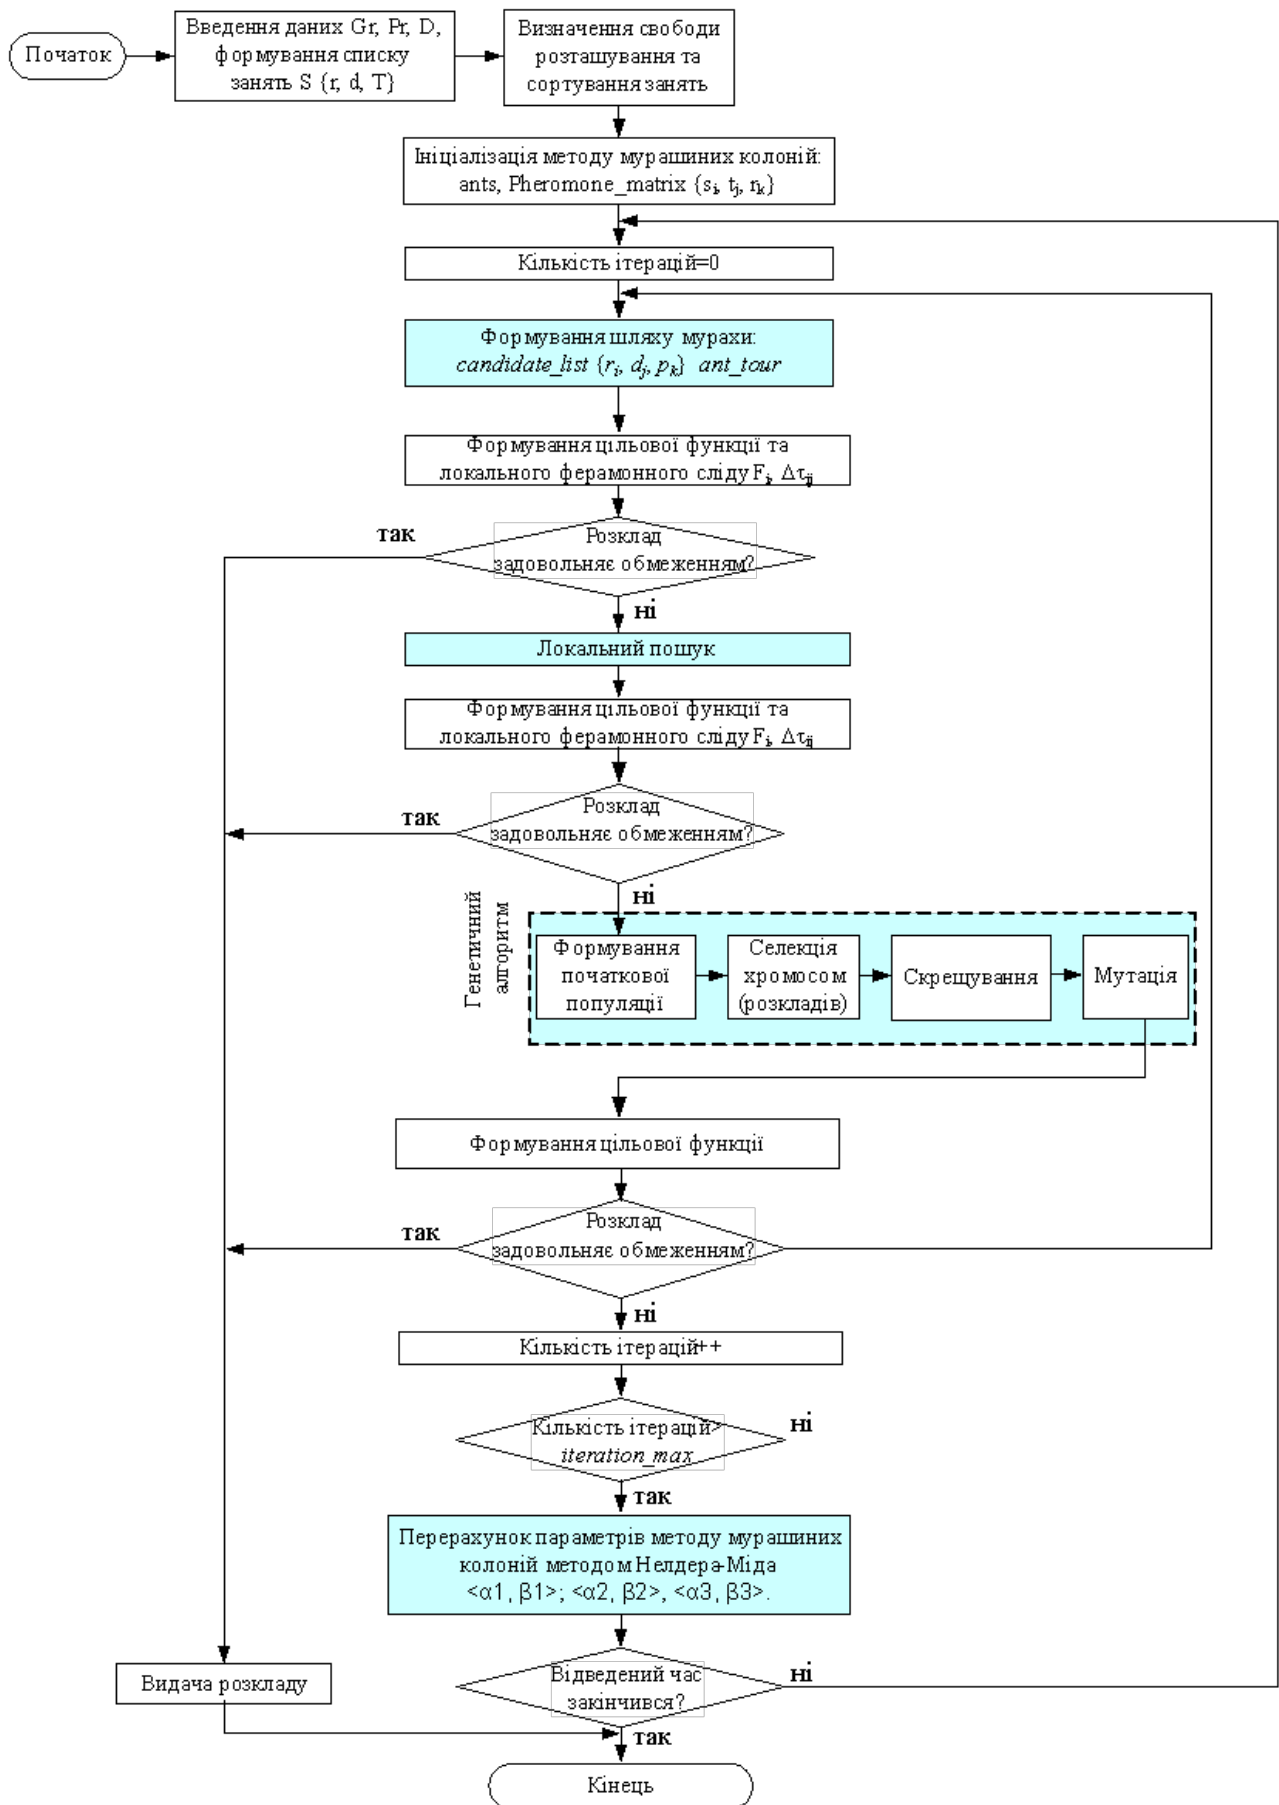 Початок
Введення даних Gr, Pr, D,
формування списку
занять S {r, d, T}
Визначення свободи
розташування та
сортування занять
Ініціалізація методу мурашиних колоній:
ants, Pheromone_matrix {si, tj, rk}
Кількість ітерацій=0
Формування шляху мурахи:
candidate_list {ri, dj, pk} ant_tour
Формування цільової функції та
локального ферамонного сліду Fi, Δτij
так
Розклад
задовольняє обмеженням?
ні
Локальний пошук
Формування цільової функції та
локального ферамонного сліду Fi, Δτij
так
Розклад
задовольняє обмеженням?
ні
Генетичний
алгоритм
Формування
початкової
популяції
Селекція
хромосом
(розкладів)
Скрещування
Мутація
Формування цільової функції
так
Розклад
задовольняє обмеженням?
ні
Кількість ітерацій++
Кількість ітерацій>
iteration_max
ні
так
Перерахунок параметрів методу мурашиних
колоній методом Нелдера-Міда
<α1, β1>; <α2, β2>, <α3, β3>.
Видача розкладу
Відведений час
закінчився?
ні
так
Кінець